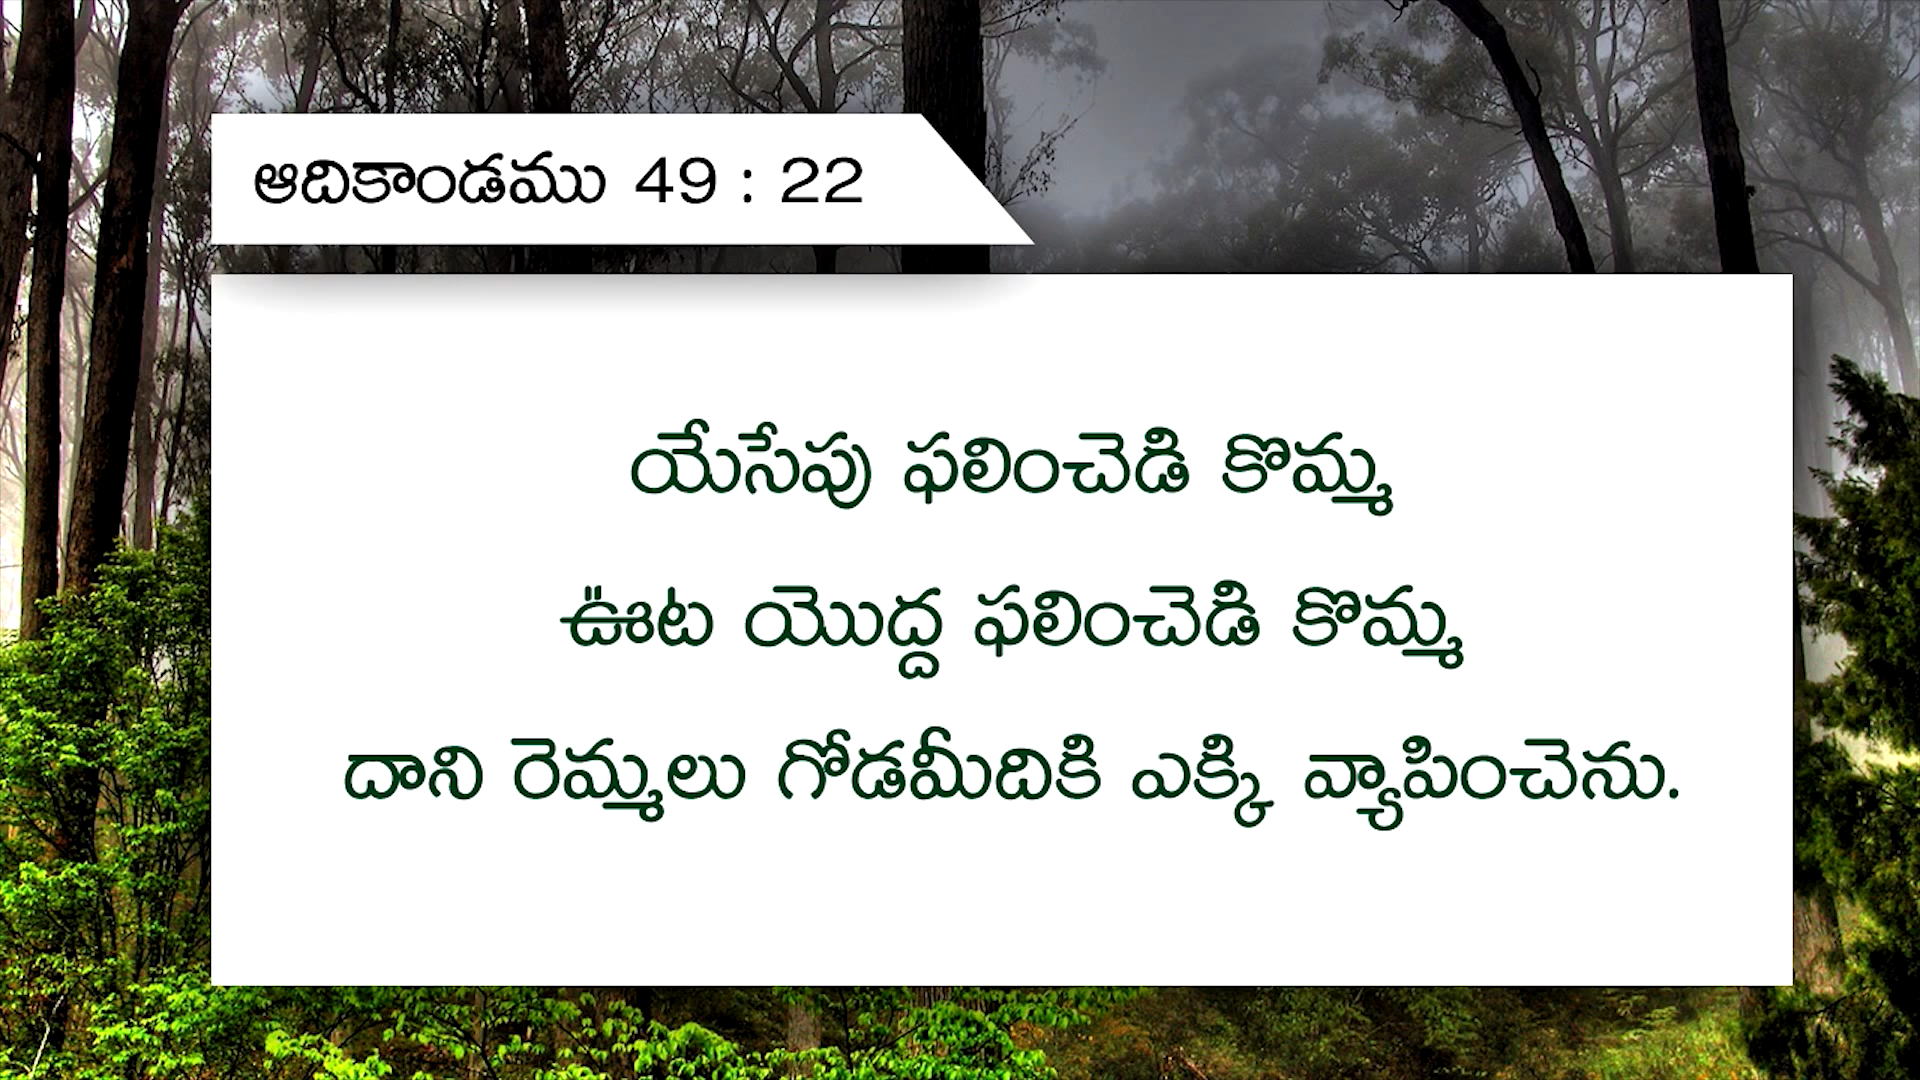 ఆదికాండము 49 : 22
యేసేపు ఫలించెడి కొమ్మ
ఊట యొద్ద ఫలించెడి కొమ్మ
దాని రెమ్మలు గోడమీదికి ఎక్కి వ్యాపించెను.